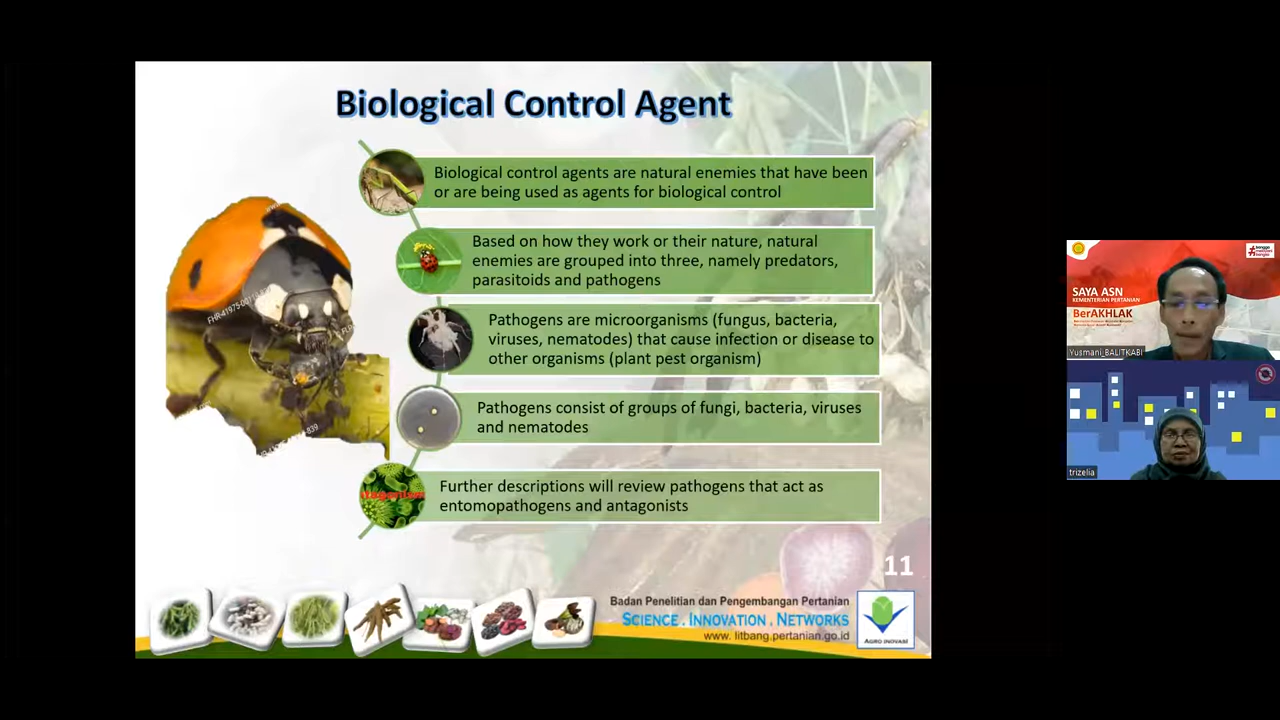 Biological Control Agent
Biological control agents are natural enemies that have been
or are being used as agents for biological control
Based on how they work or their nature, natural
enemies are grouped into three, namely predators,
parasitoids and pathogens
Pathogens are microorganisms (fungus, bacteria,
viruses, nematodes) that cause infection or disease to
other organisms (plant pest organism)
Pathogens consist of groups of fungi, bacteria, viruses
and nematodes
Further descriptions will review pathogens that act as
entomopathogens and antagonists
11
Badan Penelitian dan Pengembangan Pertanian
SCIENCE . INNOVATION . NETWORKS
www. litbang.pertanian.go.id
AGRO INOVASI
SAYA ASN
KEMENTERIAN PERTANIAN
BerAKHLAK
Yusmani_BALITKABI
trizelia